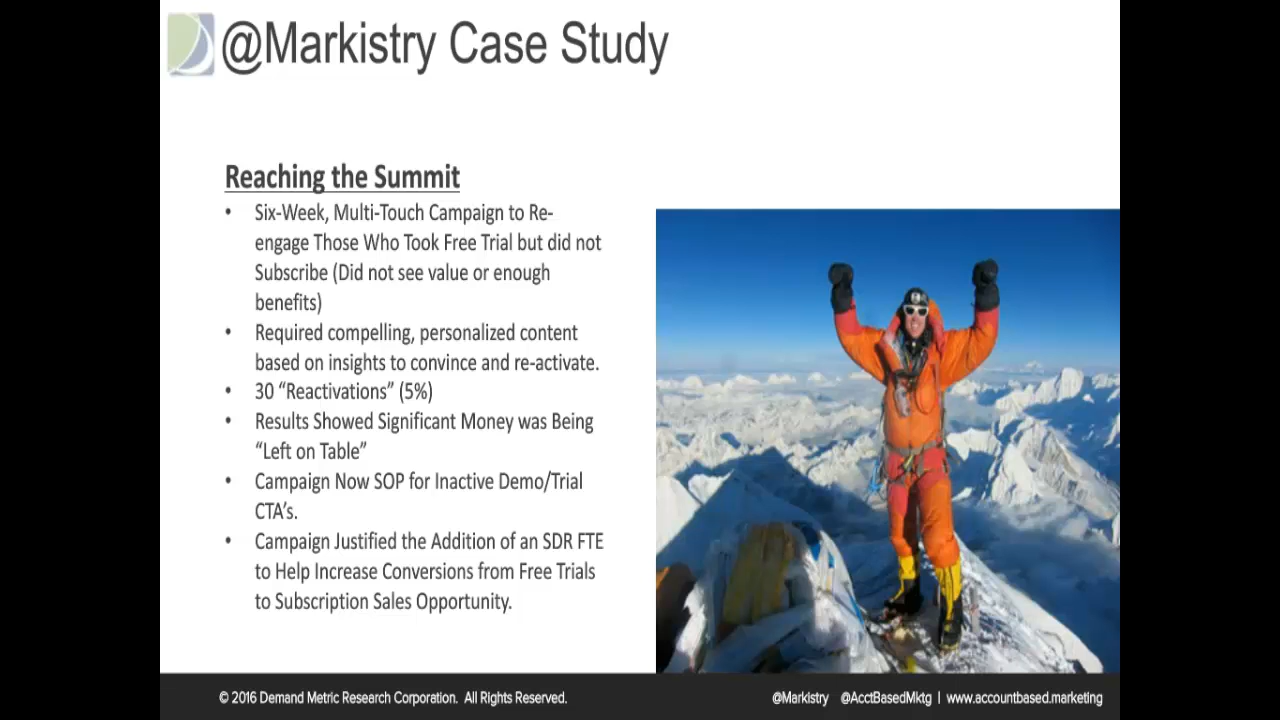 @Markistry Case Study
Reaching the Summit
• Six-Week, Multi-Touch Campaign to Re-
engage Those Who Took Free Trial but did not
Subscribe (Did not see value or enough
benefits)
• Required compelling, personalized content
based on insights to convince and re-activate.
• 30 “Reactivations” (5%)
• Results Showed Significant Money was Being
“Left on Table”
• Campaign Now SOP for Inactive Demo/Trial
CTA’s.
• Campaign Justified the Addition of an SDR FTE
to Help Increase Conversions from Free Trials
to Subscription Sales Opportunity.
© 2016 Demand Metric Research Corporation. All Rights Reserved.
@Markistry @AcctBasedMktg | www.accountbased.marketing